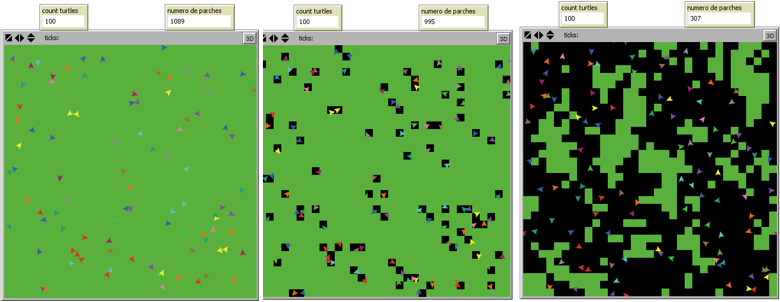 count turtles
100
numero de parches
1089
ticks:
3D
count turtles
100
numero de parches
995
ticks:
3D
count turtles
100
numero de parches
307
ticks:
3D